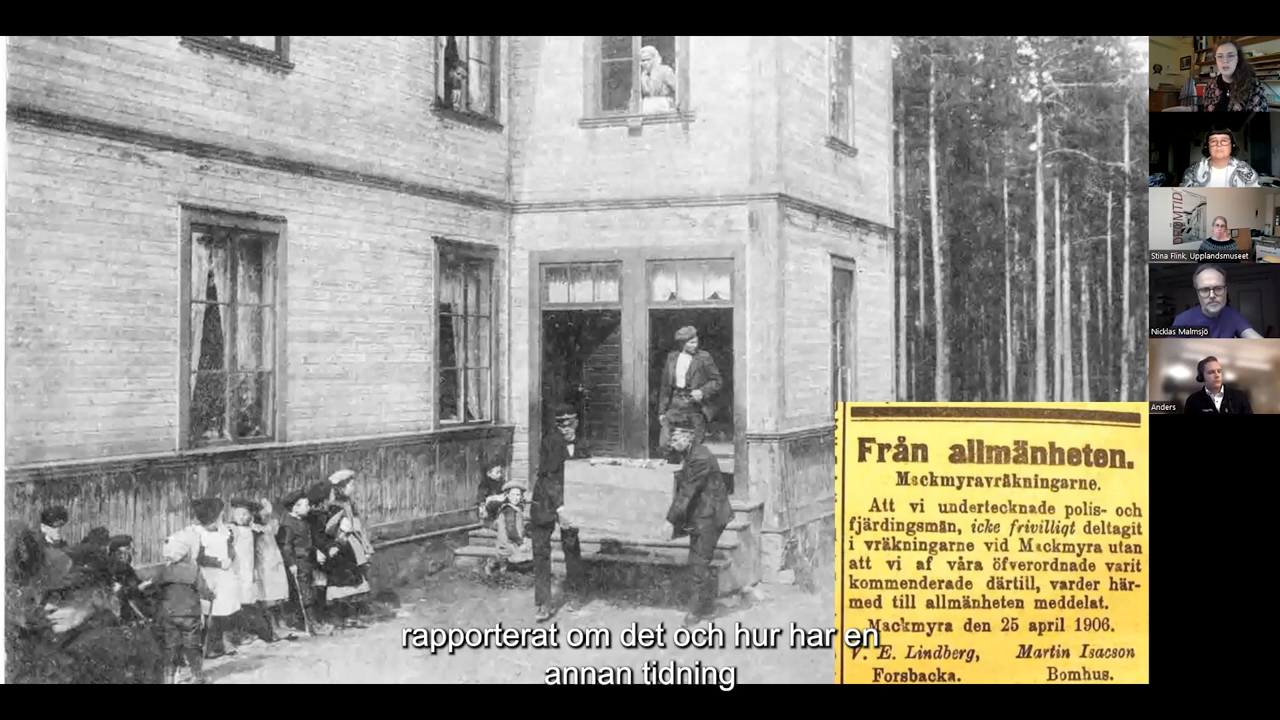 DRÖMTID
Stina Flink, Upplandsmuseet
Nicklas Malmsjö
Anders
Från allmänheten.
Mackmyravräkningarne.
Att vi undertecknade polis- och
fjärdingsmän, icke frivilligt deltagit
i vräkningarne vid Mackmyra utan
att vi af våra öfverordnade varit
kommenderade därtill, varder här-
med till allmänheten meddelat.
Mackmyra den 25 april 1906.
V. E. Lindberg, Martin Isacson
Forsbacka. Bomhus.
rapporterat om det och hur har en
annan tidning